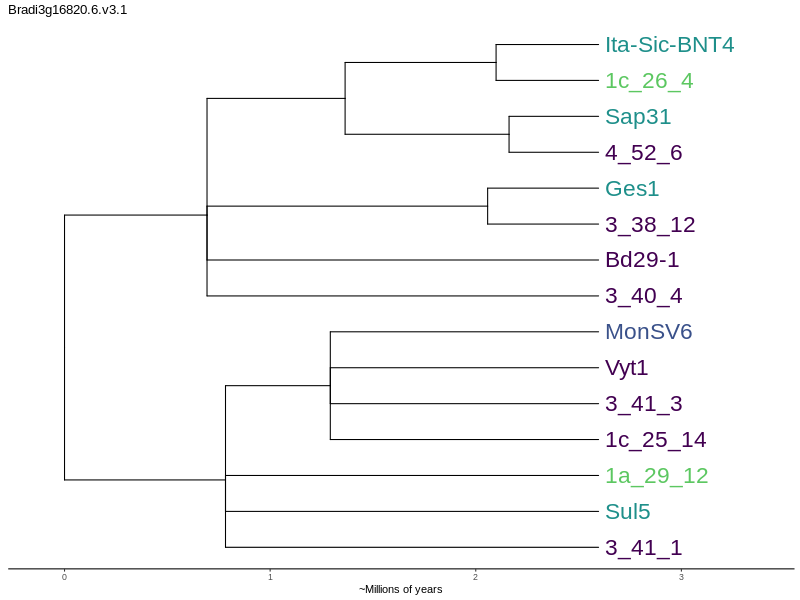 Bradi3g16820.6.v3.1
Ita-Sic-BNT4
1c_26_4
Sap31
4_52_6
Ges1
3_38_12
Bd29-1
3_40_4
MonSV6
Vyt1
3_41_3
1c_25_14
1a_29_12
Sul5
3_41_1
0 1 2 3
~Millions of years